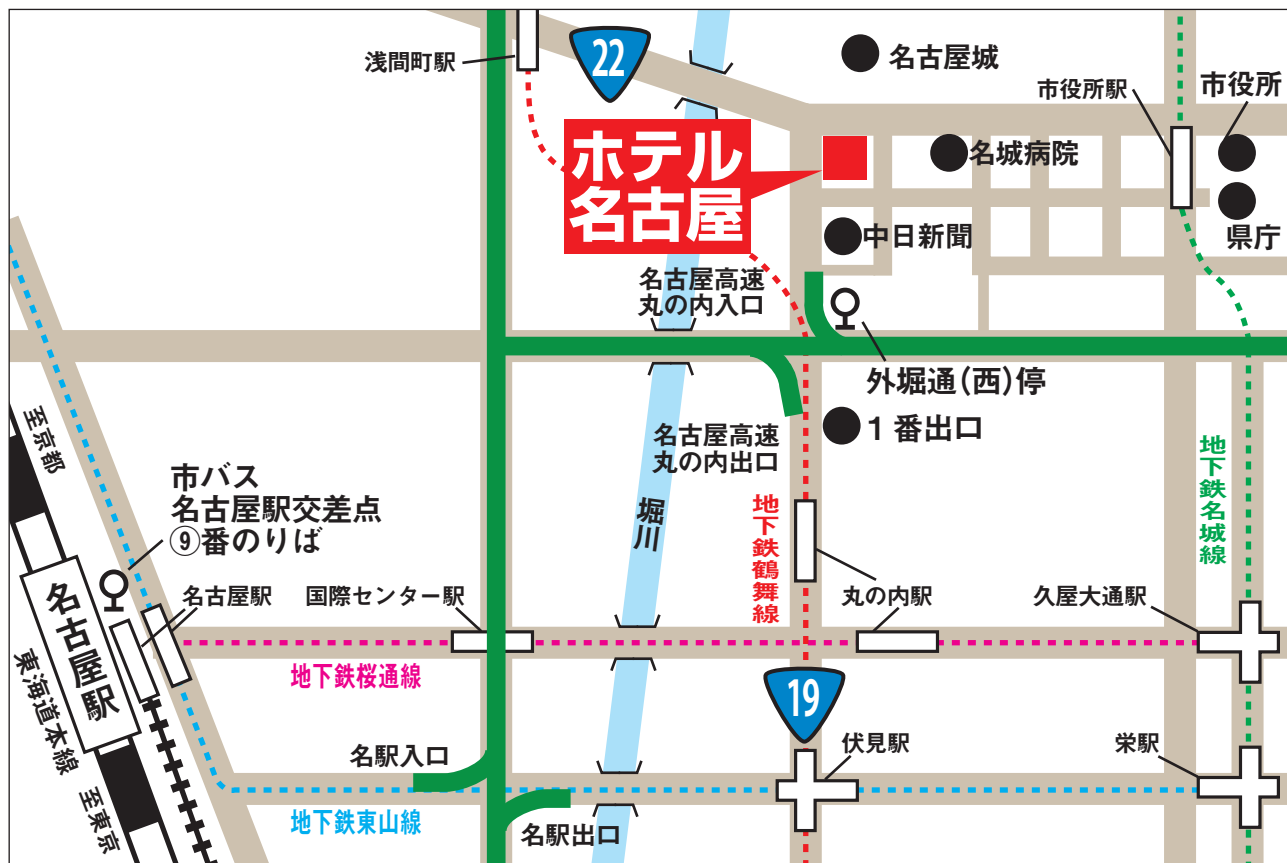 浅間町駅
22
名古屋城
市役所駅
市役所
ホテル
名古屋
名城病院
県庁
中日新聞
名古屋高速
丸の内入口
外堀通(西)停
1番出口
名古屋高速
丸の内出口
至京都
市バス
名古屋駅交差点
⑨番のりば
堀川
地下鉄鶴舞線
地下鉄名城線
名古屋駅
名古屋駅
国際センター駅
丸の内駅
久屋大通駅
東海道本線
地下鉄桜通線
19
名駅入口
伏見駅
栄駅
至東京
地下鉄東山線
名駅出口